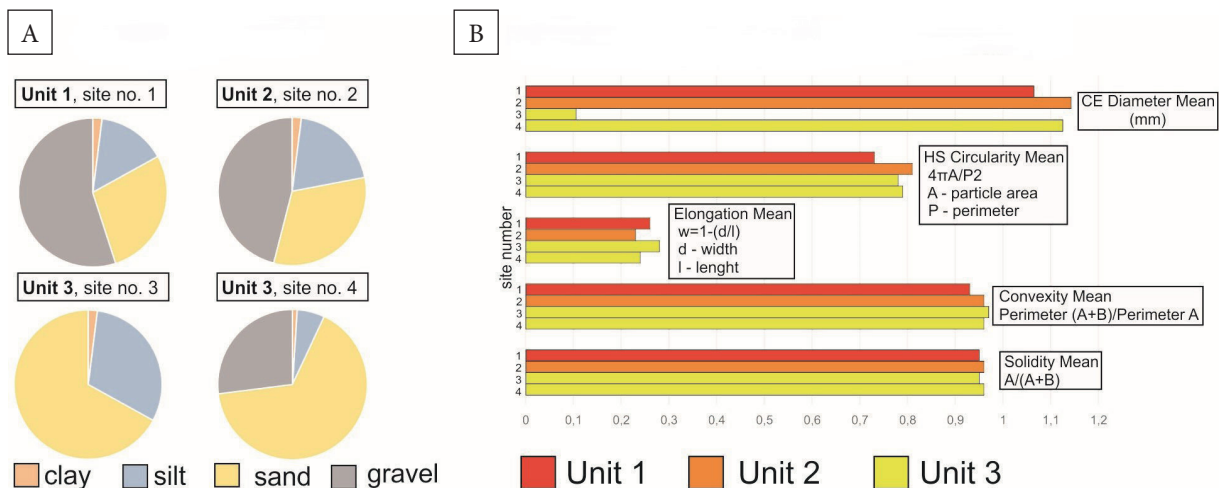 A
Unit 1, site no. 1
Unit 2, site no. 2
Unit 3, site no. 3
Unit 3, site no. 4
clay
silt
sand
gravel
B
site number
1
2
3
4
CE Diameter Mean
(mm)
1
2
3
4
HS Circularity Mean
4πA/P2
A - particle area
P - perimeter
1
2
3
4
Elongation Mean
w=1-(d/l)
d - width
l - lenght
1
2
3
4
Convexity Mean
Perimeter (A+B)/Perimeter A
1
2
3
4
Solidity Mean
A/(A+B)
0 0,1 0,2 0,3 0,4 0,5 0,6 0,7 0,8 0,9 1 1,1 1,2
Unit 1
Unit 2
Unit 3